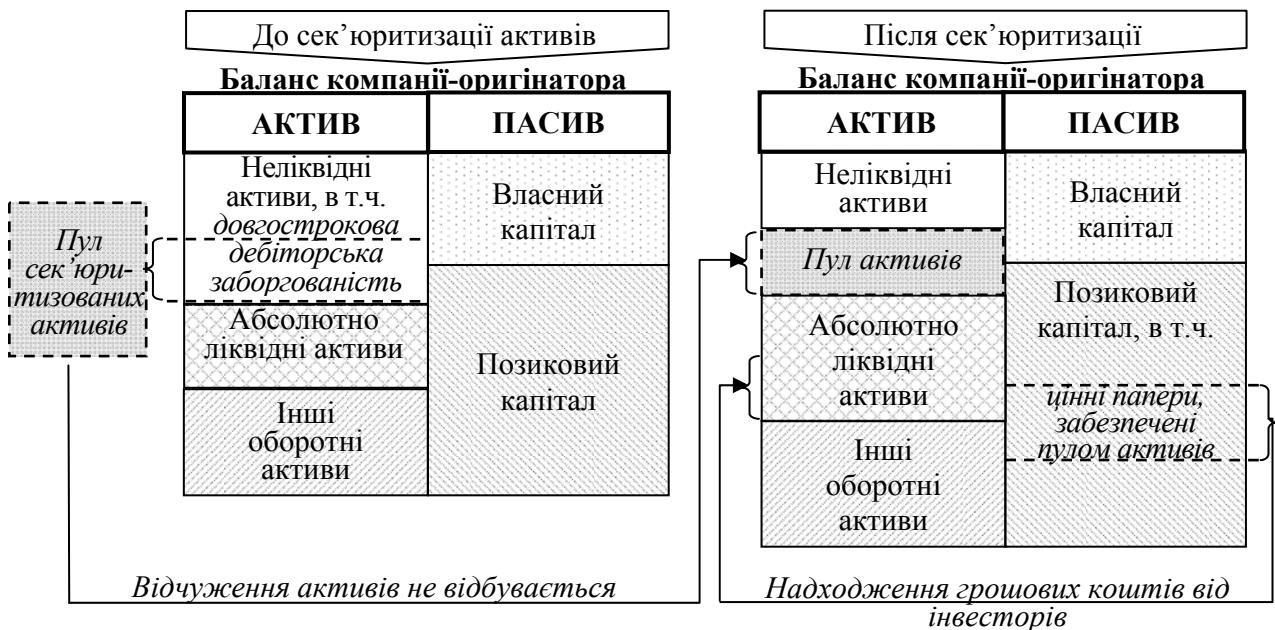 До сек’юритизації активів
Баланс компанії-оригінатора
АКТИВ
ПАСИВ
Неліквідні
активи, в т.ч.
довгострокова
дебіторська
заборгованість
Абсолютно
ліквідні активи
Інші
оборотні
активи
Власний
капітал
Позиковий
капітал
Пул
сек’юри-
тизованих
активів
Після сек’юритизації
Баланс компанії-оригінатора
АКТИВ
ПАСИВ
Неліквідні
активи
Пул активів
Абсолютно
ліквідні
активи
Інші
оборотні
активи
Власний
капітал
Позиковий
капітал, в т.ч.
цінні папери,
забезпечені
пулом активів
Відчуження активів не відбувається
Надходження грошових коштів від
інвесторів